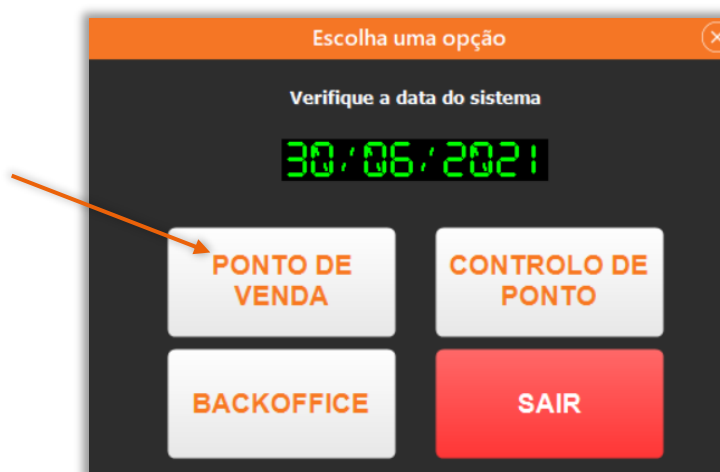 Escolha uma opção
Verifique a data do sistema
30/06/2021
PONTO DE
VENDA
CONTROLO DE
PONTO
BACKOFFICE
SAIR